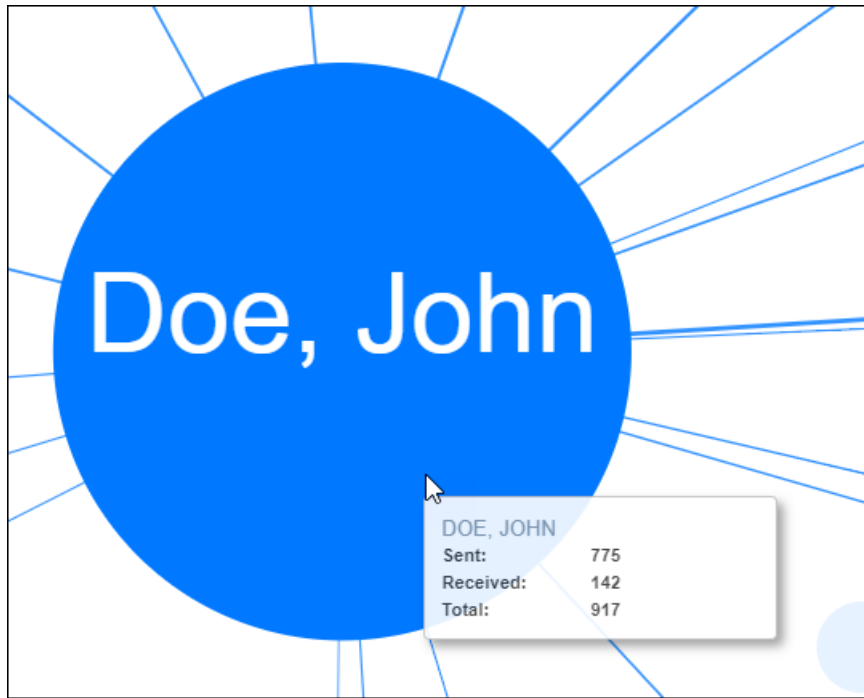 Doe, John
DOE, JOHN
Sent: 775
Received: 142
Total: 917